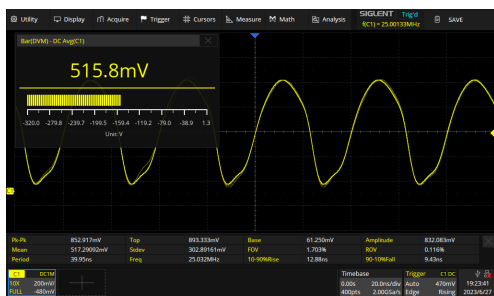 Utility Display Acquire Trigger Cursors Measure Math Analysis SIGLENT Trig'd SAVE
f(C1) = 25.00133MHz
Bar(DVM) - DC Avg(C1)
515.8mV
-320.0 -279.8 -239.7 -199.5 -159.4 -119.2 -79.0 -38.9 1.3
Unit: V
Pk-Pk 852.917mV Top 893.333mV Base 61.250mV Amplitude 832.083mV
Mean 517.29092mV Stdev 302.89161mV FOV 1.703% ROV 0.116%
Period 39.95ns Freq 25.032MHz 10-90%Rise 12.88ns 90-10%Fall 9.43ns
C1 DC1M Timebase Trigger C1 DC
10X 200mV/ 0.00s 20.0ns/div Auto 470mV 19:23:41
FULL -480mV 400pts 2.00GSa/s Edge Rising 2023/6/27